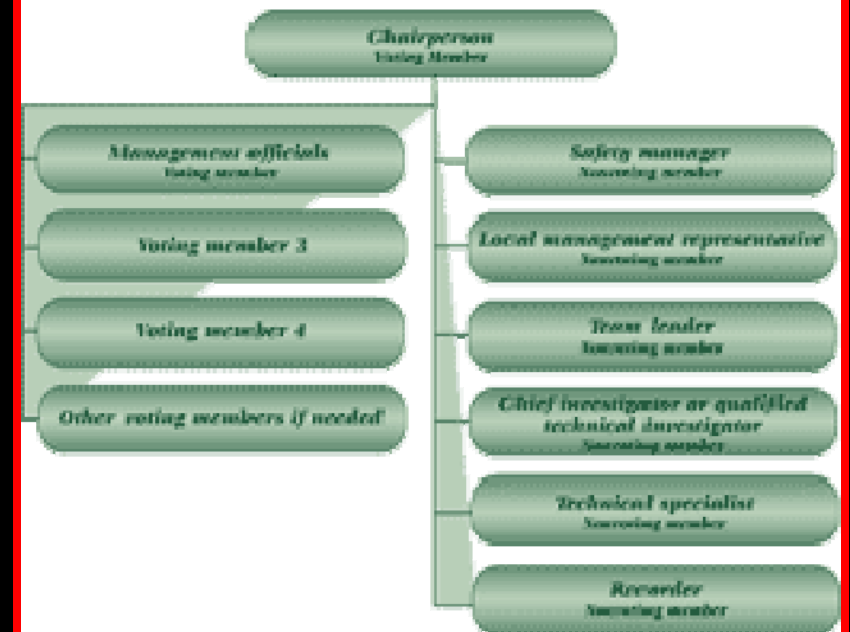 Chairperson
Voting Member
Management officials
Voting member
Voting member 3
Voting member 4
Other voting members if needed
Safety manager
Nonvoting member
Local management representative
Nonvoting member
Team leader
Nonvoting member
Chief investigator or qualified
technical investigator
Nonvoting member
Technical specialist
Nonvoting member
Recorder
Nonvoting member